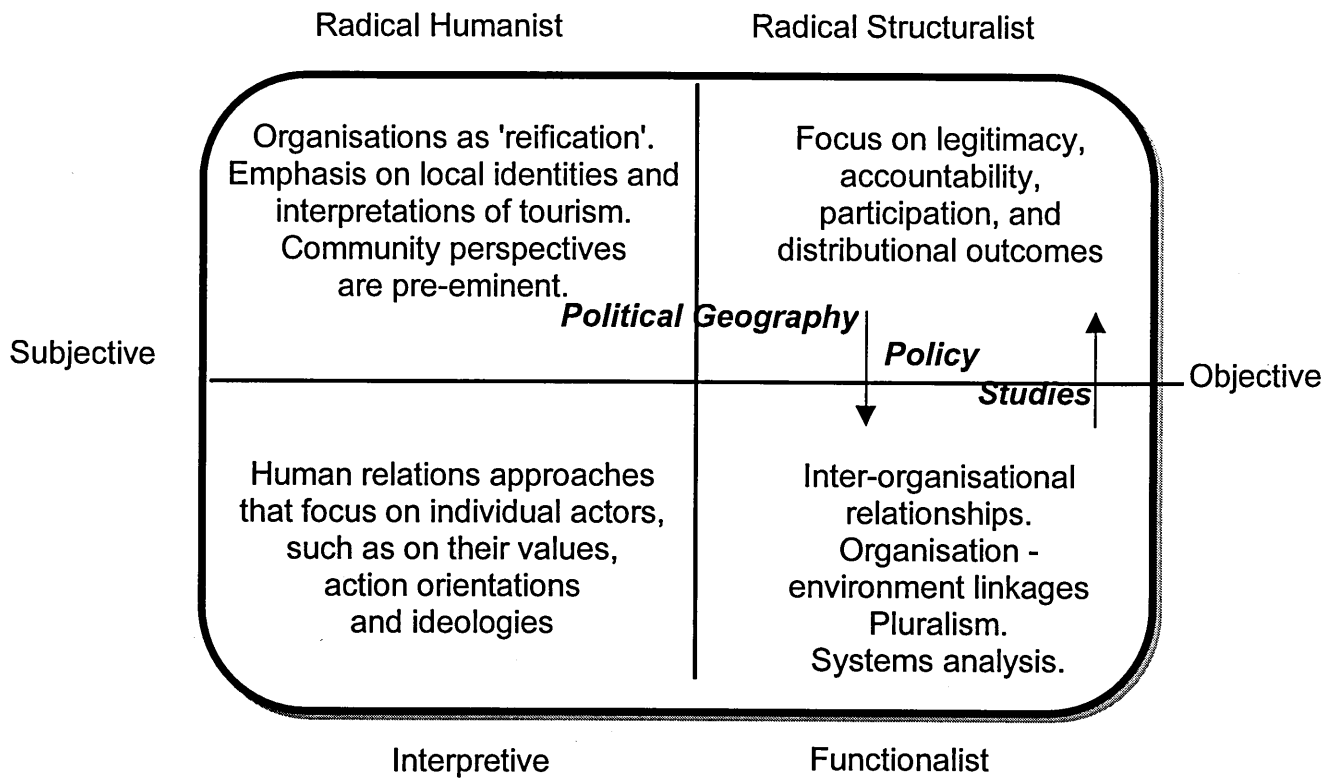 Radical Humanist
Radical Structuralist
Organisations as 'reification'.
Emphasis on local identities and
interpretations of tourism.
Community perspectives
are pre-eminent.
Focus on legitimacy,
accountability,
participation, and
distributional outcomes
Political Geography
Policy
Studies
Subjective
Objective
Human relations approaches
that focus on individual actors,
such as on their values,
action orientations
and ideologies
Inter-organisational
relationships.
Organisation -
environment linkages
Pluralism.
Systems analysis.
Interpretive
Functionalist